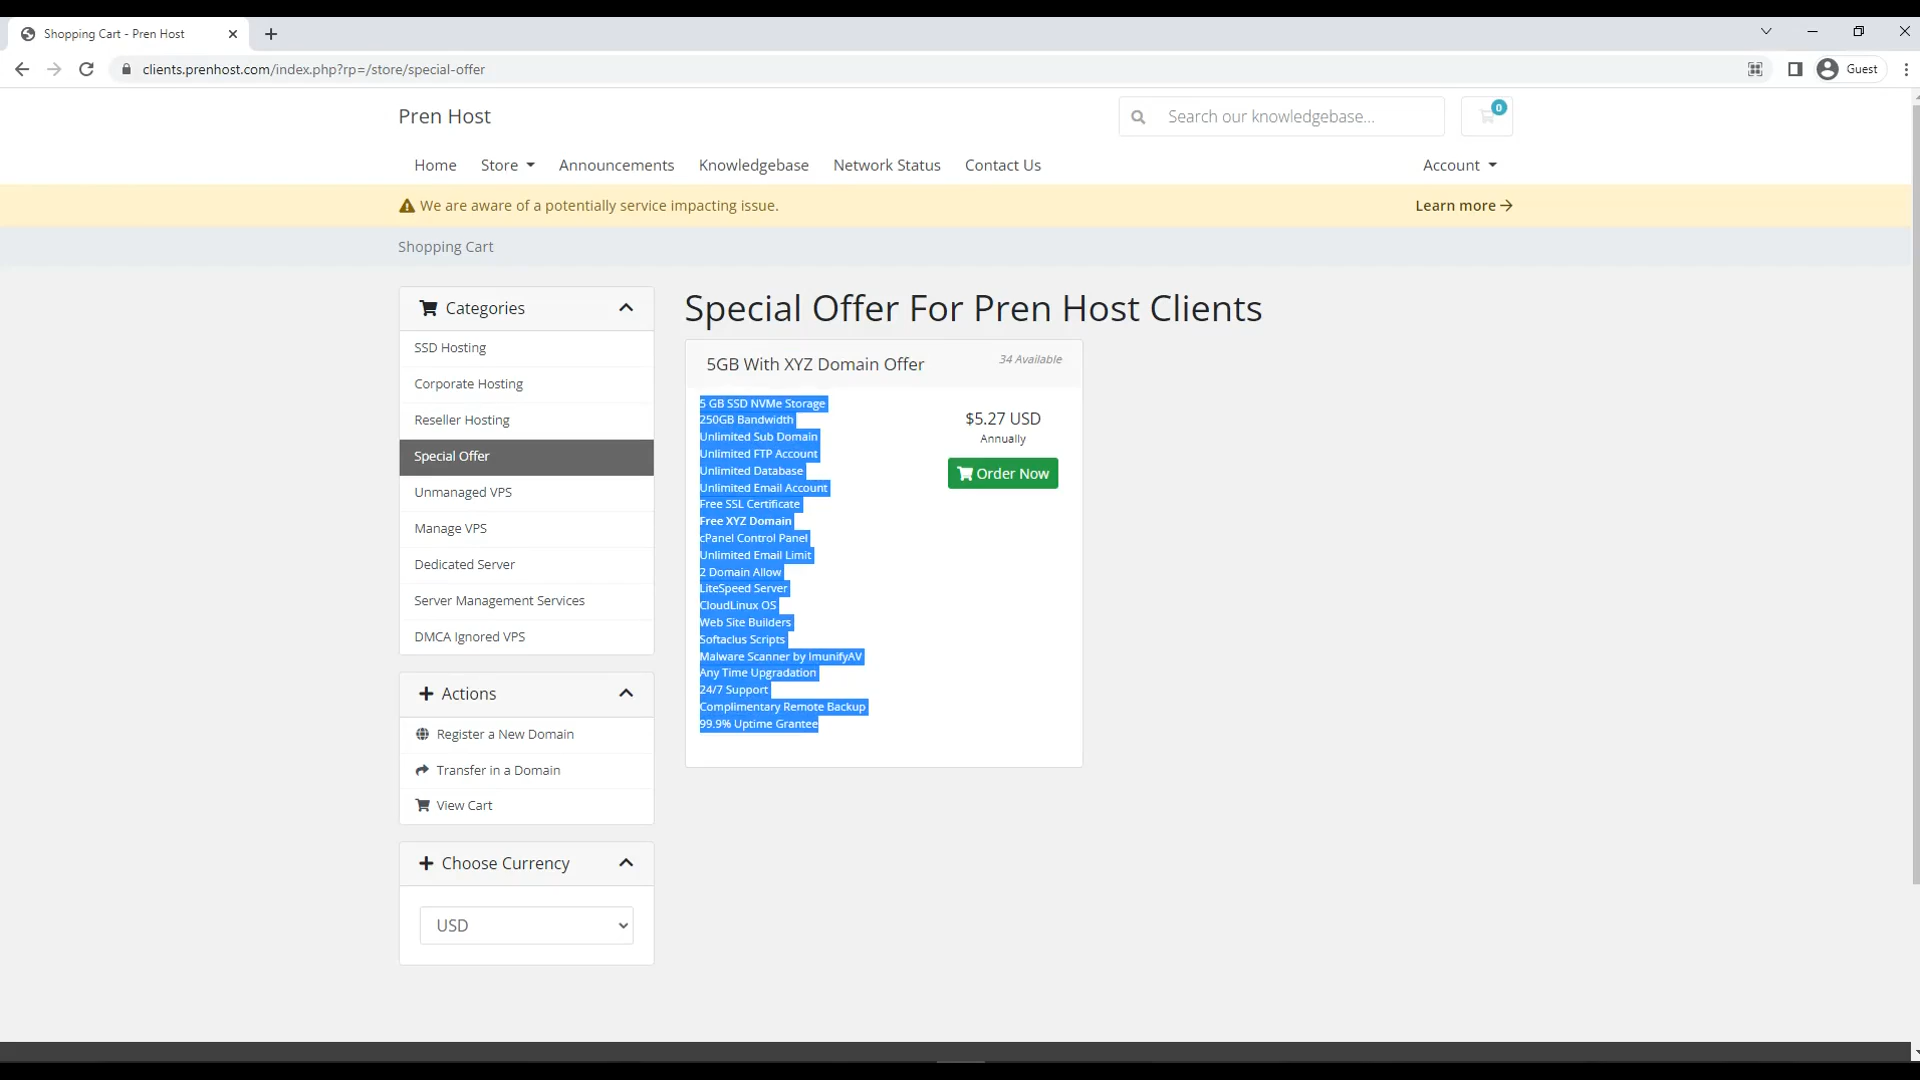 Shopping Cart - Pren Host
clients.prenhost.com/index.php?rp=/store/special-offer
Guest
Pren Host
Search our knowledgebase...
0
Home
Store
Announcements
Knowledgebase
Network Status
Contact Us
Account
We are aware of a potentially service impacting issue.
Learn more
Shopping Cart
Categories
SSD Hosting
Corporate Hosting
Reseller Hosting
Special Offer
Unmanaged VPS
Manage VPS
Dedicated Server
Server Management Services
DMCA Ignored VPS
Actions
Register a New Domain
Transfer in a Domain
View Cart
Choose Currency
USD
Special Offer For Pren Host Clients
5GB With XYZ Domain Offer
34 Available
5 GB SSD NVMe Storage
250GB Bandwidth
Unlimited Sub Domain
Unlimited FTP Account
Unlimited Database
Unlimited Email Account
Free SSL Certificate
Free XYZ Domain
cPanel Control Panel
Unlimited Email Limit
2 Domain Allow
LiteSpeed Server
CloudLinux OS
Web Site Builders
Softaclus Scripts
Malware Scanner by ImunifyAV
Any Time Upgradation
24/7 Support
Complimentary Remote Backup
99.9% Uptime Grantee
$5.27 USD
Annually
Order Now